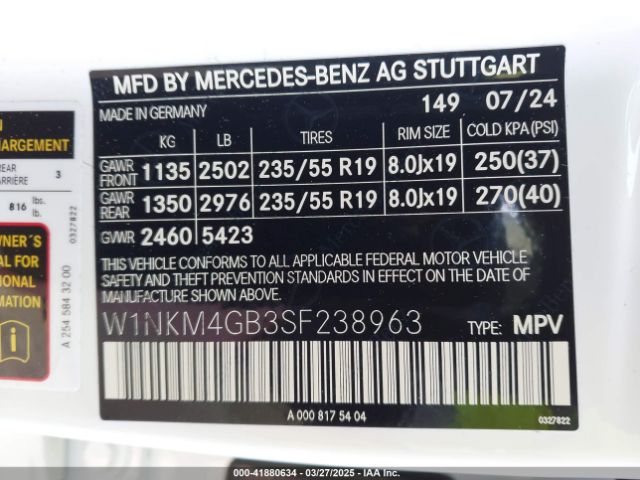 MFD BY MERCEDES-BENZ AG STUTTGART
MADE IN GERMANY 149 07/24
KG LB TIRES RIM SIZE COLD KPA(PSI)
GAWR FRONT 1135 2502 235/55 R19 8.0Jx19 250(37)
GAWR REAR 1350 2976 235/55 R19 8.0Jx19 270(40)
GVWR 2460 5423
THIS VEHICLE CONFORMS TO ALL APPLICABLE FEDERAL MOTOR VEHICLE
SAFETY AND THEFT PREVENTION STANDARDS IN EFFECT ON THE DATE OF
MANUFACTURE SHOWN ABOVE.
W1NKM4GB3SF238963 TYPE: MPV
A 000 817 54 04
0327822
HARGEMENT
REAR
ARRIÈRE 3
816 lbs.
lb.
0327822
WNER´S
AL FOR
IONAL
MATION
A 254 584 32 00
000-41880634 | 03/27/2025 | IAA Inc.